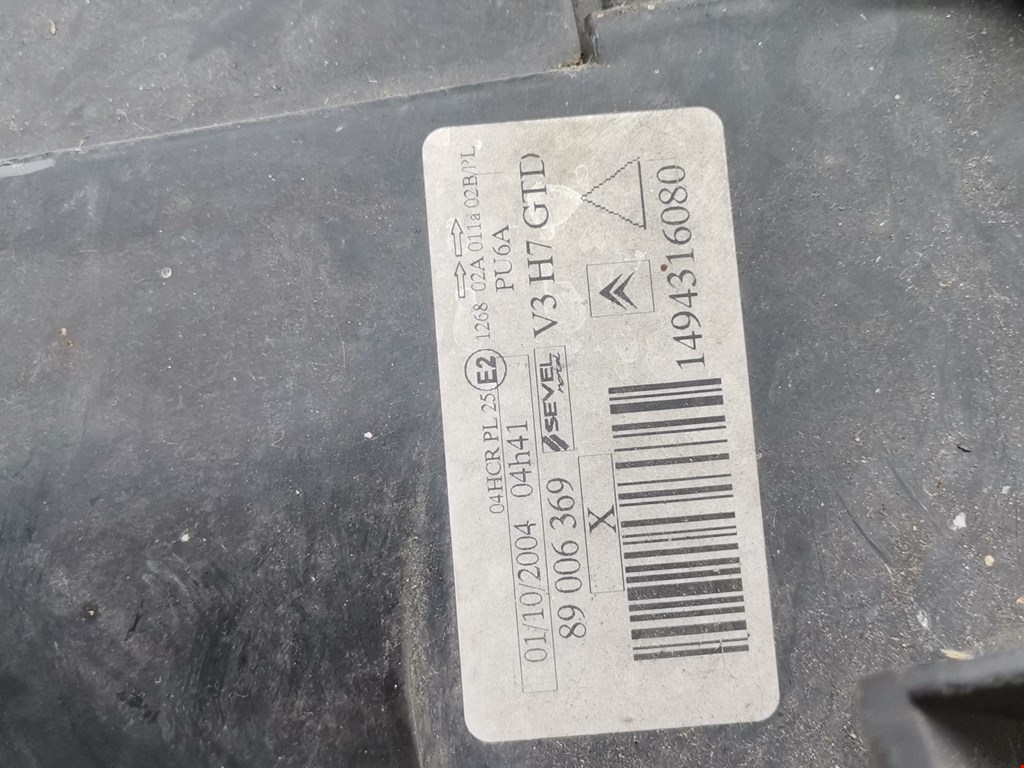 04HCR PL 25 E2 1268 02A 011a 02B/PL
PU6A
01/10/2004 04h41
89 006 369 SEVEL V3 H7 GTD
X
1494316080